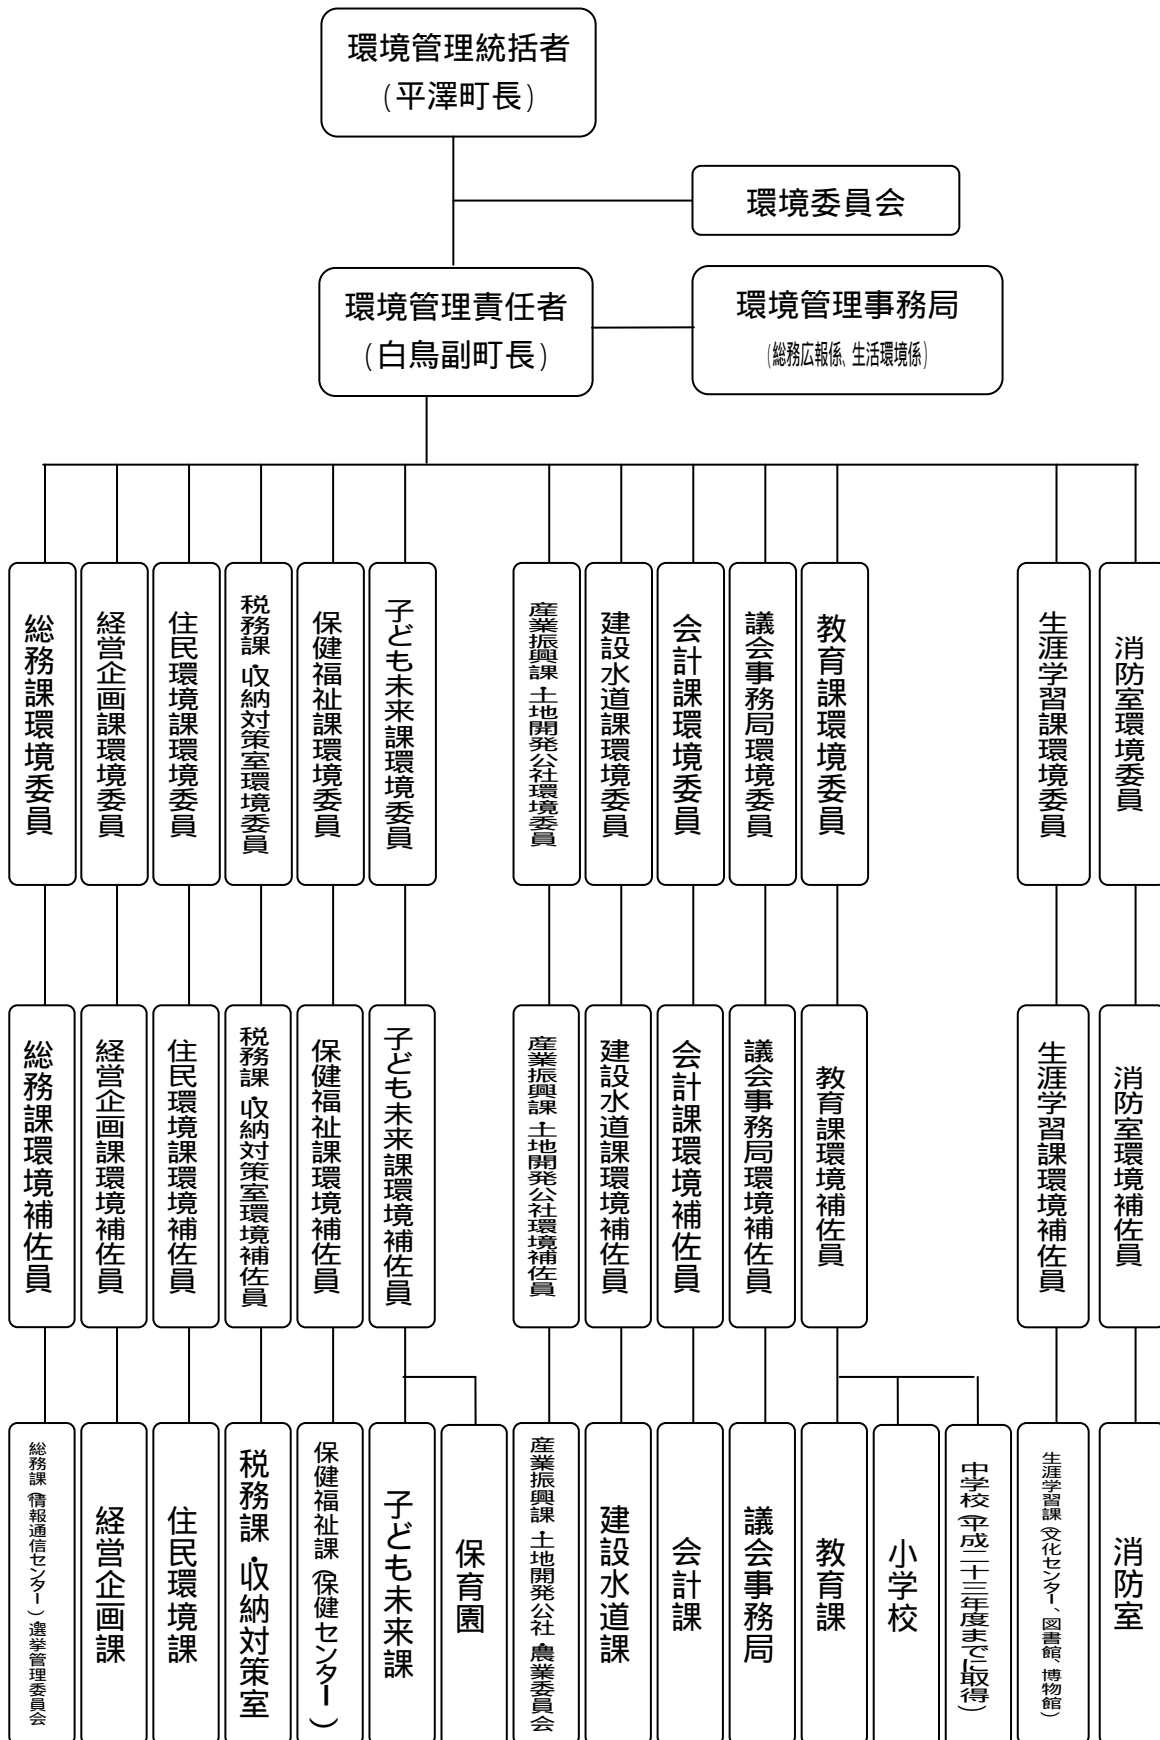 環境管理統括者
(平澤町長)
環境委員会
環境管理責任者
(白鳥副町長)
環境管理事務局
(総務広報係、生活環境係)
総務課環境委員
経営企画課環境委員
住民環境課環境委員
税務課・収納対策室環境委員
保健福祉課環境委員
子ども未来課環境委員
産業振興課・土地開発公社環境委員
建設水道課環境委員
会計課環境委員
議会事務局環境委員
教育課環境委員
生涯学習課環境委員
消防室環境委員
総務課環境補佐員
経営企画課環境補佐員
住民環境課環境補佐員
税務課・収納対策室環境補佐員
保健福祉課環境補佐員
子ども未来課環境補佐員
産業振興課・土地開発公社環境補佐員
建設水道課環境補佐員
会計課環境補佐員
議会事務局環境補佐員
教育課環境補佐員
生涯学習課環境補佐員
消防室環境補佐員
総務課(情報通信センター)・選挙管理委員会
経営企画課
住民環境課
税務課・収納対策室
保健福祉課(保健センター)
子ども未来課
保育園
産業振興課・土地開発公社・農業委員会
建設水道課
会計課
議会事務局
教育課
小学校
中学校(平成二十三年度までに取得)
生涯学習課(文化センター、図書館、博物館)
消防室